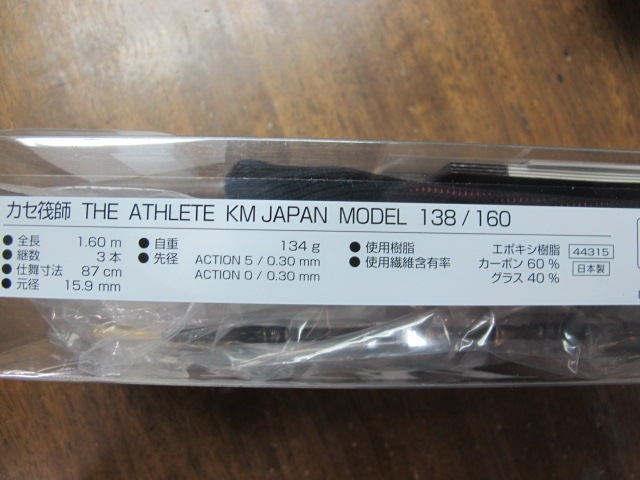 カセ筏師 THE ATHLETE KM JAPAN MODEL 138 / 160
● 全長 1.60 m
● 継数 3 本
● 仕舞寸法 87 cm
● 元径 15.9 mm
● 自重 134 g
● 先径 ACTION 5 / 0.30 mm
ACTION 0 / 0.30 mm
● 使用樹脂 エポキシ樹脂
● 使用繊維含有率 カーボン 60 %
グラス 40 %
44315
日本製